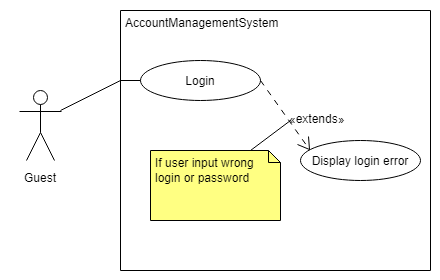 AccountManagementSystem
Login
«extends»
If user input wrong
login or password
Display login error
Guest